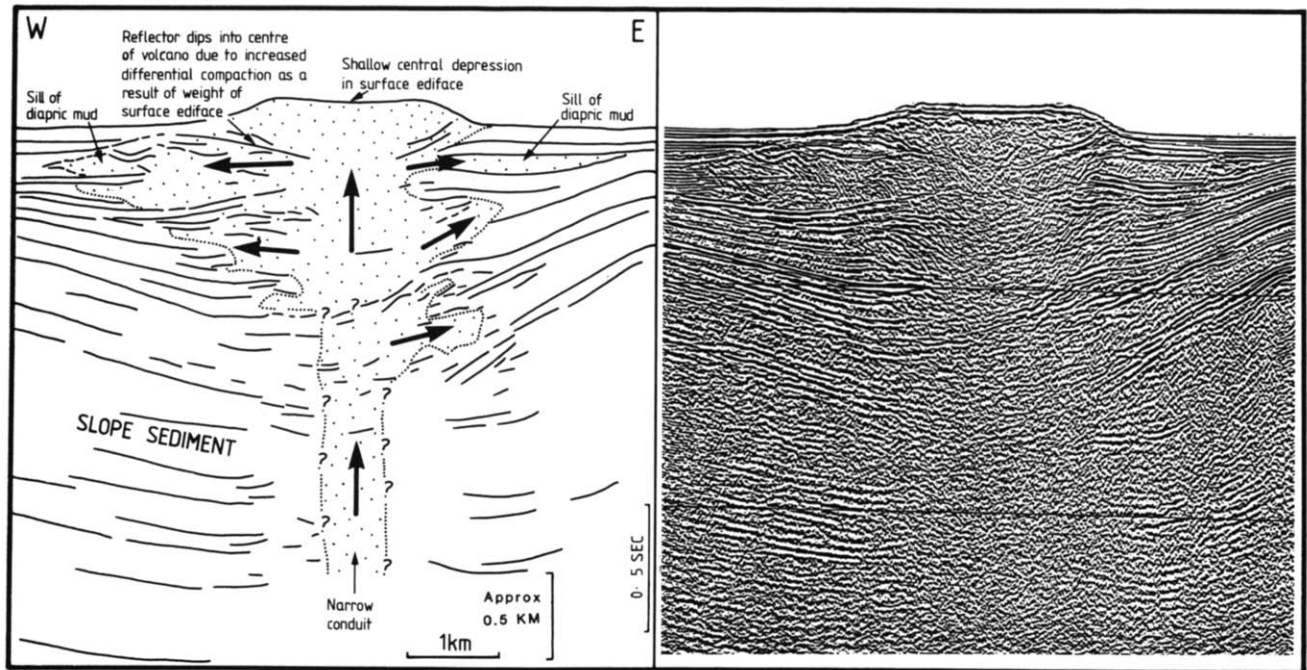 W
E
Reflector dips into centre
of volcano due to increased
differential compaction as a
result of weight of
surface edifase
Shallow central depression
in surface ediface
Sill of
diapric mud
Sill of
diapric mud
?
?
?
?
?
?
?
?
?
SLOPE SEDIMENT
Narrow
conduit
1km
Approx
0.5 KM
0·5 SEC